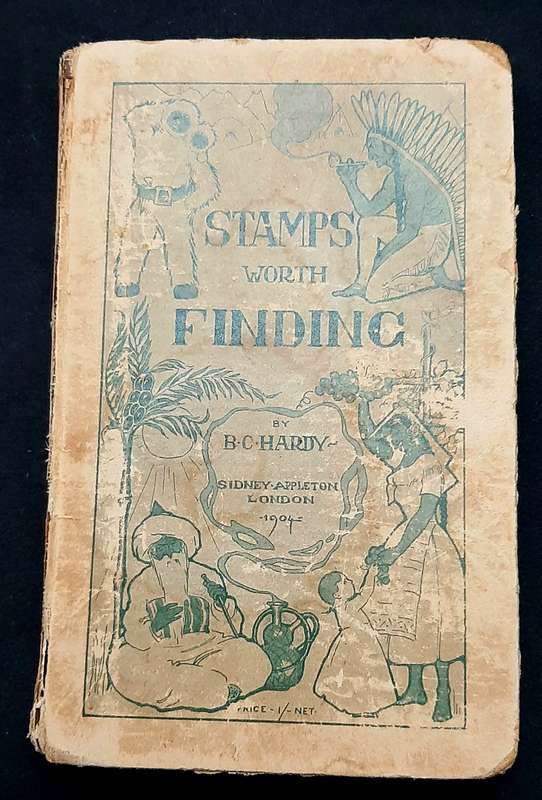 STAMPS
WORTH
FINDING
BY
B.C.HARDY~
SIDNEY.APPLETON
LONDON
-1904-
PRICE - 1/- NET.